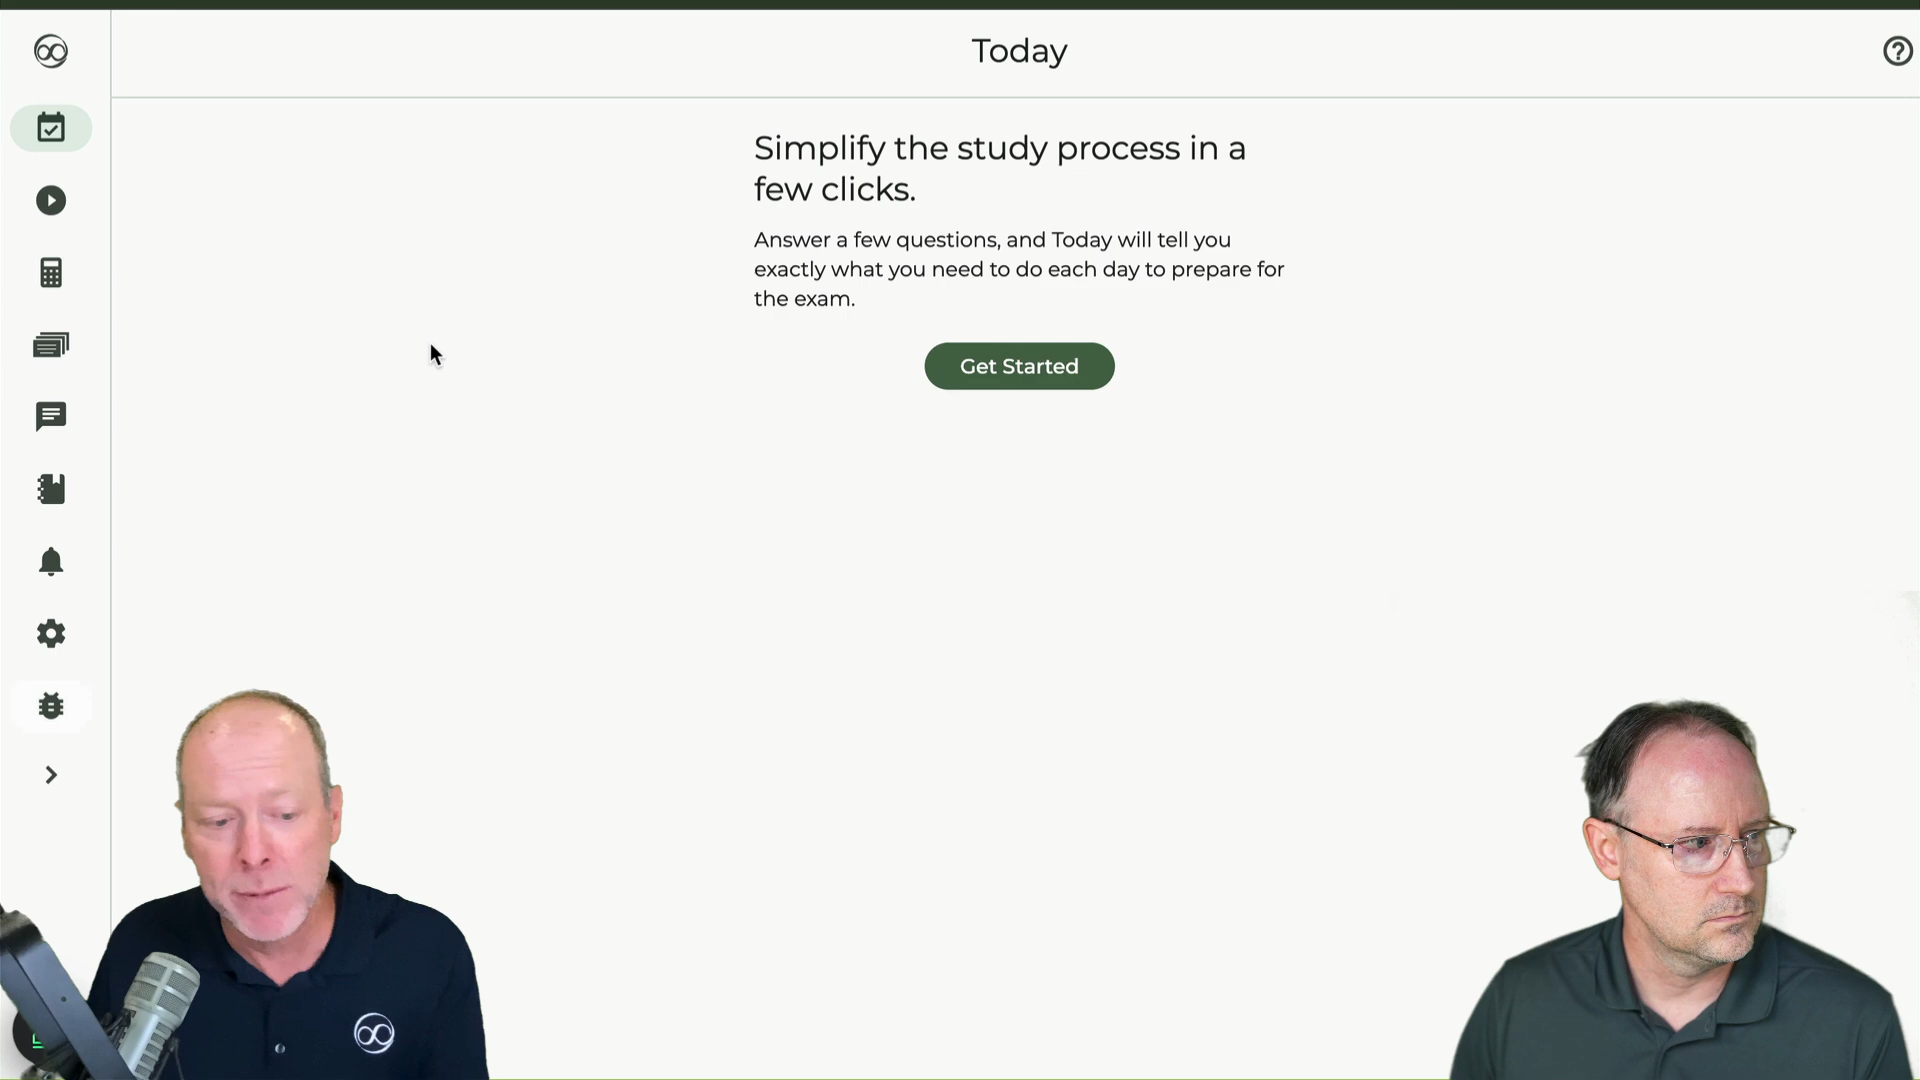 Today
Simplify the study process in a
few clicks.
Answer a few questions, and Today will tell you
exactly what you need to do each day to prepare for
the exam.
Get Started